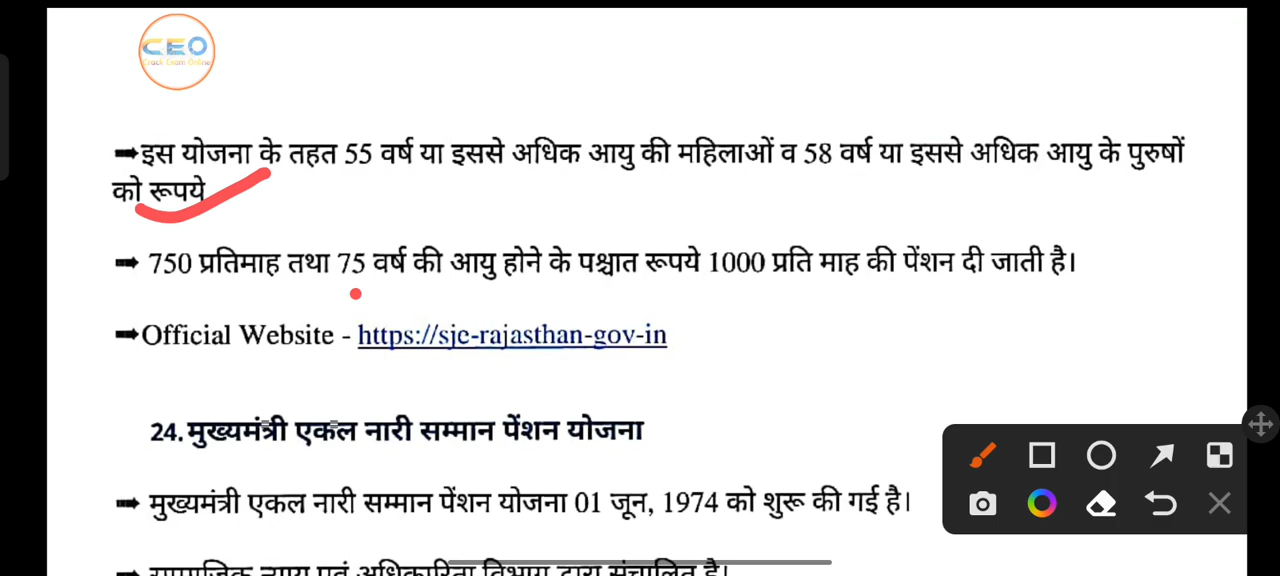 CEO
Crack Exam Online
➡इस योजना के तहत 55 वर्ष या इससे अधिक आयु की महिलाओं व 58 वर्ष या इससे अधिक आयु के पुरुषों
को रूपये
➡ 750 प्रतिमाह तथा 75 वर्ष की आयु होने के पश्चात रूपये 1000 प्रति माह की पेंशन दी जाती है।
➡Official Website - https://sje-rajasthan-gov-in
24. मुख्यमंत्री एकल नारी सम्मान पेंशन योजना
➡ मुख्यमंत्री एकल नारी सम्मान पेंशन योजना 01 जून, 1974 को शुरू की गई है।
➡ सामाजिक न्याय एवं अधिकारिता विभाग द्वारा संचालित है।